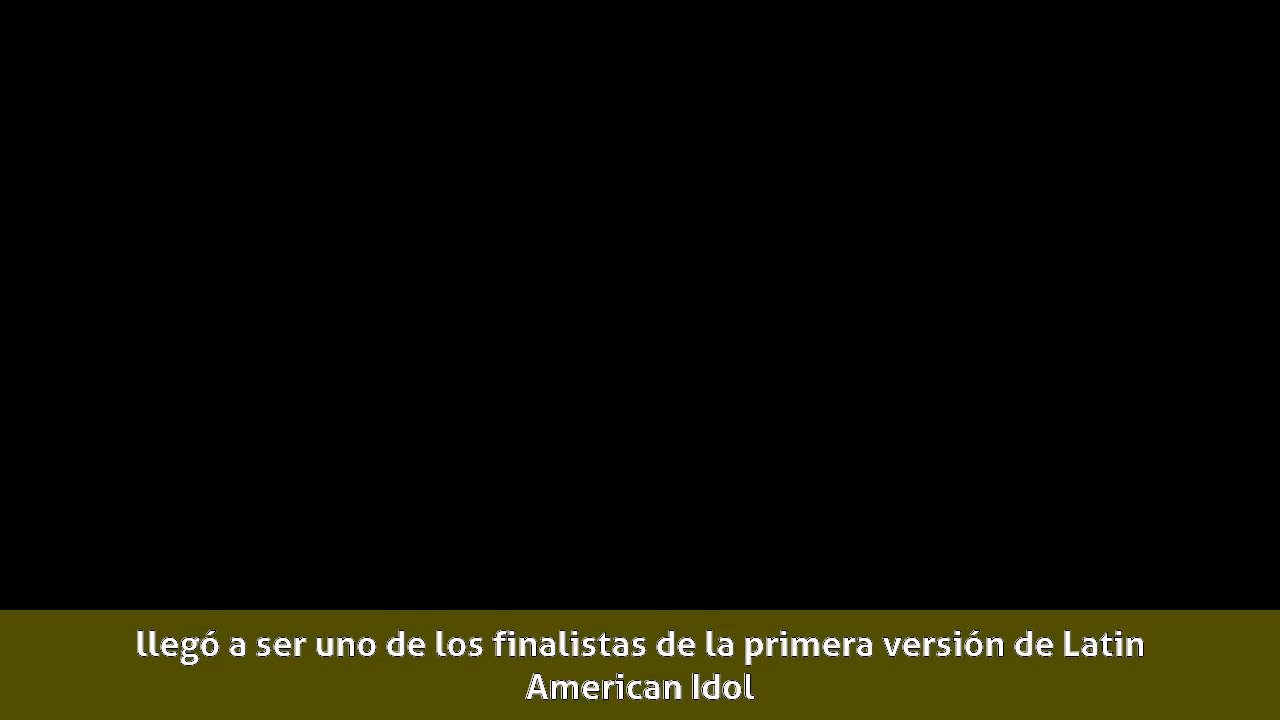 llegó a ser uno de los finalistas de la primera versión de Latin
American Idol